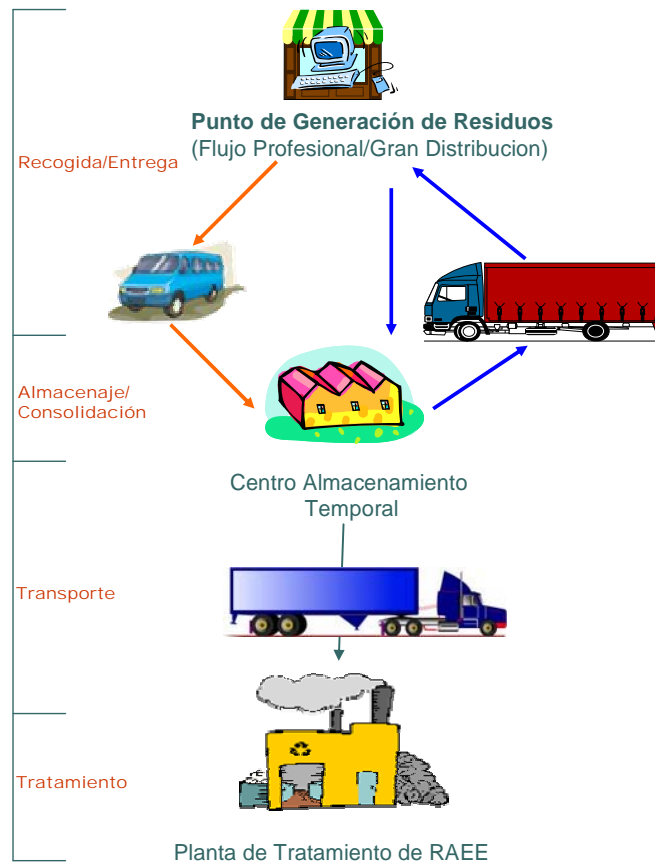 Punto de Generación de Residuos
(Flujo Profesional/Gran Distribucion)
Recogida/Entrega
Almacenaje/
Consolidación
Centro Almacenamiento
Temporal
Transporte
Tratamiento
Planta de Tratamiento de RAEE